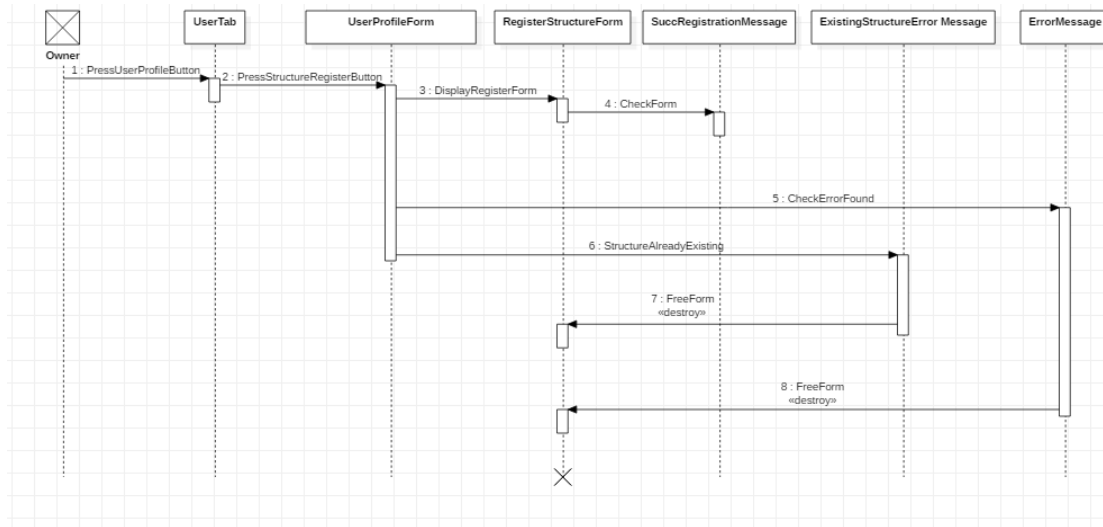 UserTab
UserProfileForm
RegisterStructureForm
SuccRegistrationMessage
ExistingStructureError Message
ErrorMessage
Owner
1 : PressUserProfileButton
2 : PressStructureRegisterButton
3 : DisplayRegisterForm
4 : CheckForm
5 : CheckErrorFound
6 : StructureAlreadyExisting
7 : FreeForm
«destroy»
8 : FreeForm
«destroy»